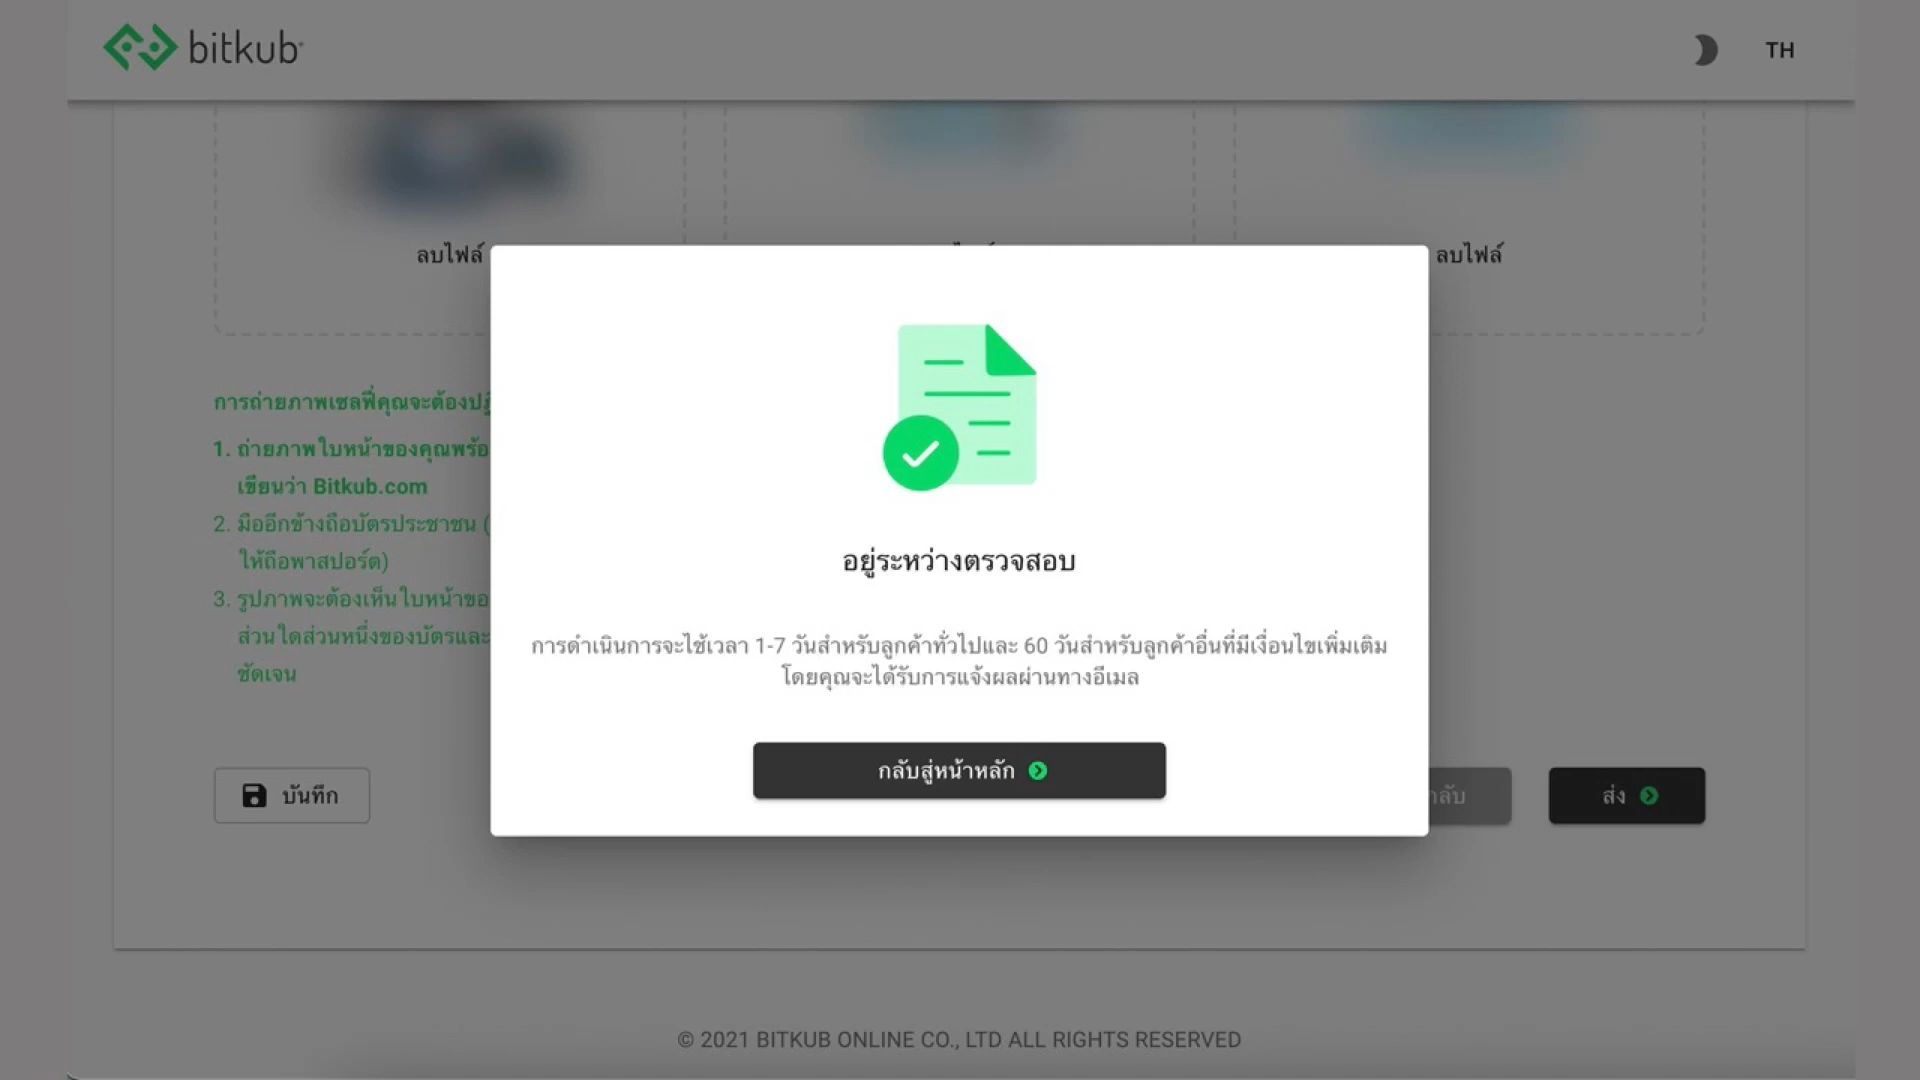 bitkub
TH
ลบไฟล์
ลบไฟล์
การถ่ายภาพเซลฟี่คุณจะต้อง
1. ถ่ายภาพใบหน้าของคุณพร้อ
เขียนว่า Bitkub.com
2. มืออีกข้างถือบัตรประชาชน (
ให้ถือพาสปอร์ต)
3. รูปภาพจะต้องเห็นใบหน้าขอ
ส่วนใดส่วนหนึ่งของบัตรและ
ชัดเจน
อยู่ระหว่างตรวจสอบ
การดำเนินการจะใช้เวลา 1-7 วันสำหรับลูกค้าทั่วไปและ 60 วันสำหรับลูกค้าอื่นที่มีเงื่อนไขเพิ่มเติม
โดยคุณจะได้รับการแจ้งผลผ่านทางอีเมล
กลับสู่หน้าหลัก
บันทึก
ส่ง
© 2021 BITKUB ONLINE CO., LTD ALL RIGHTS RESERVED